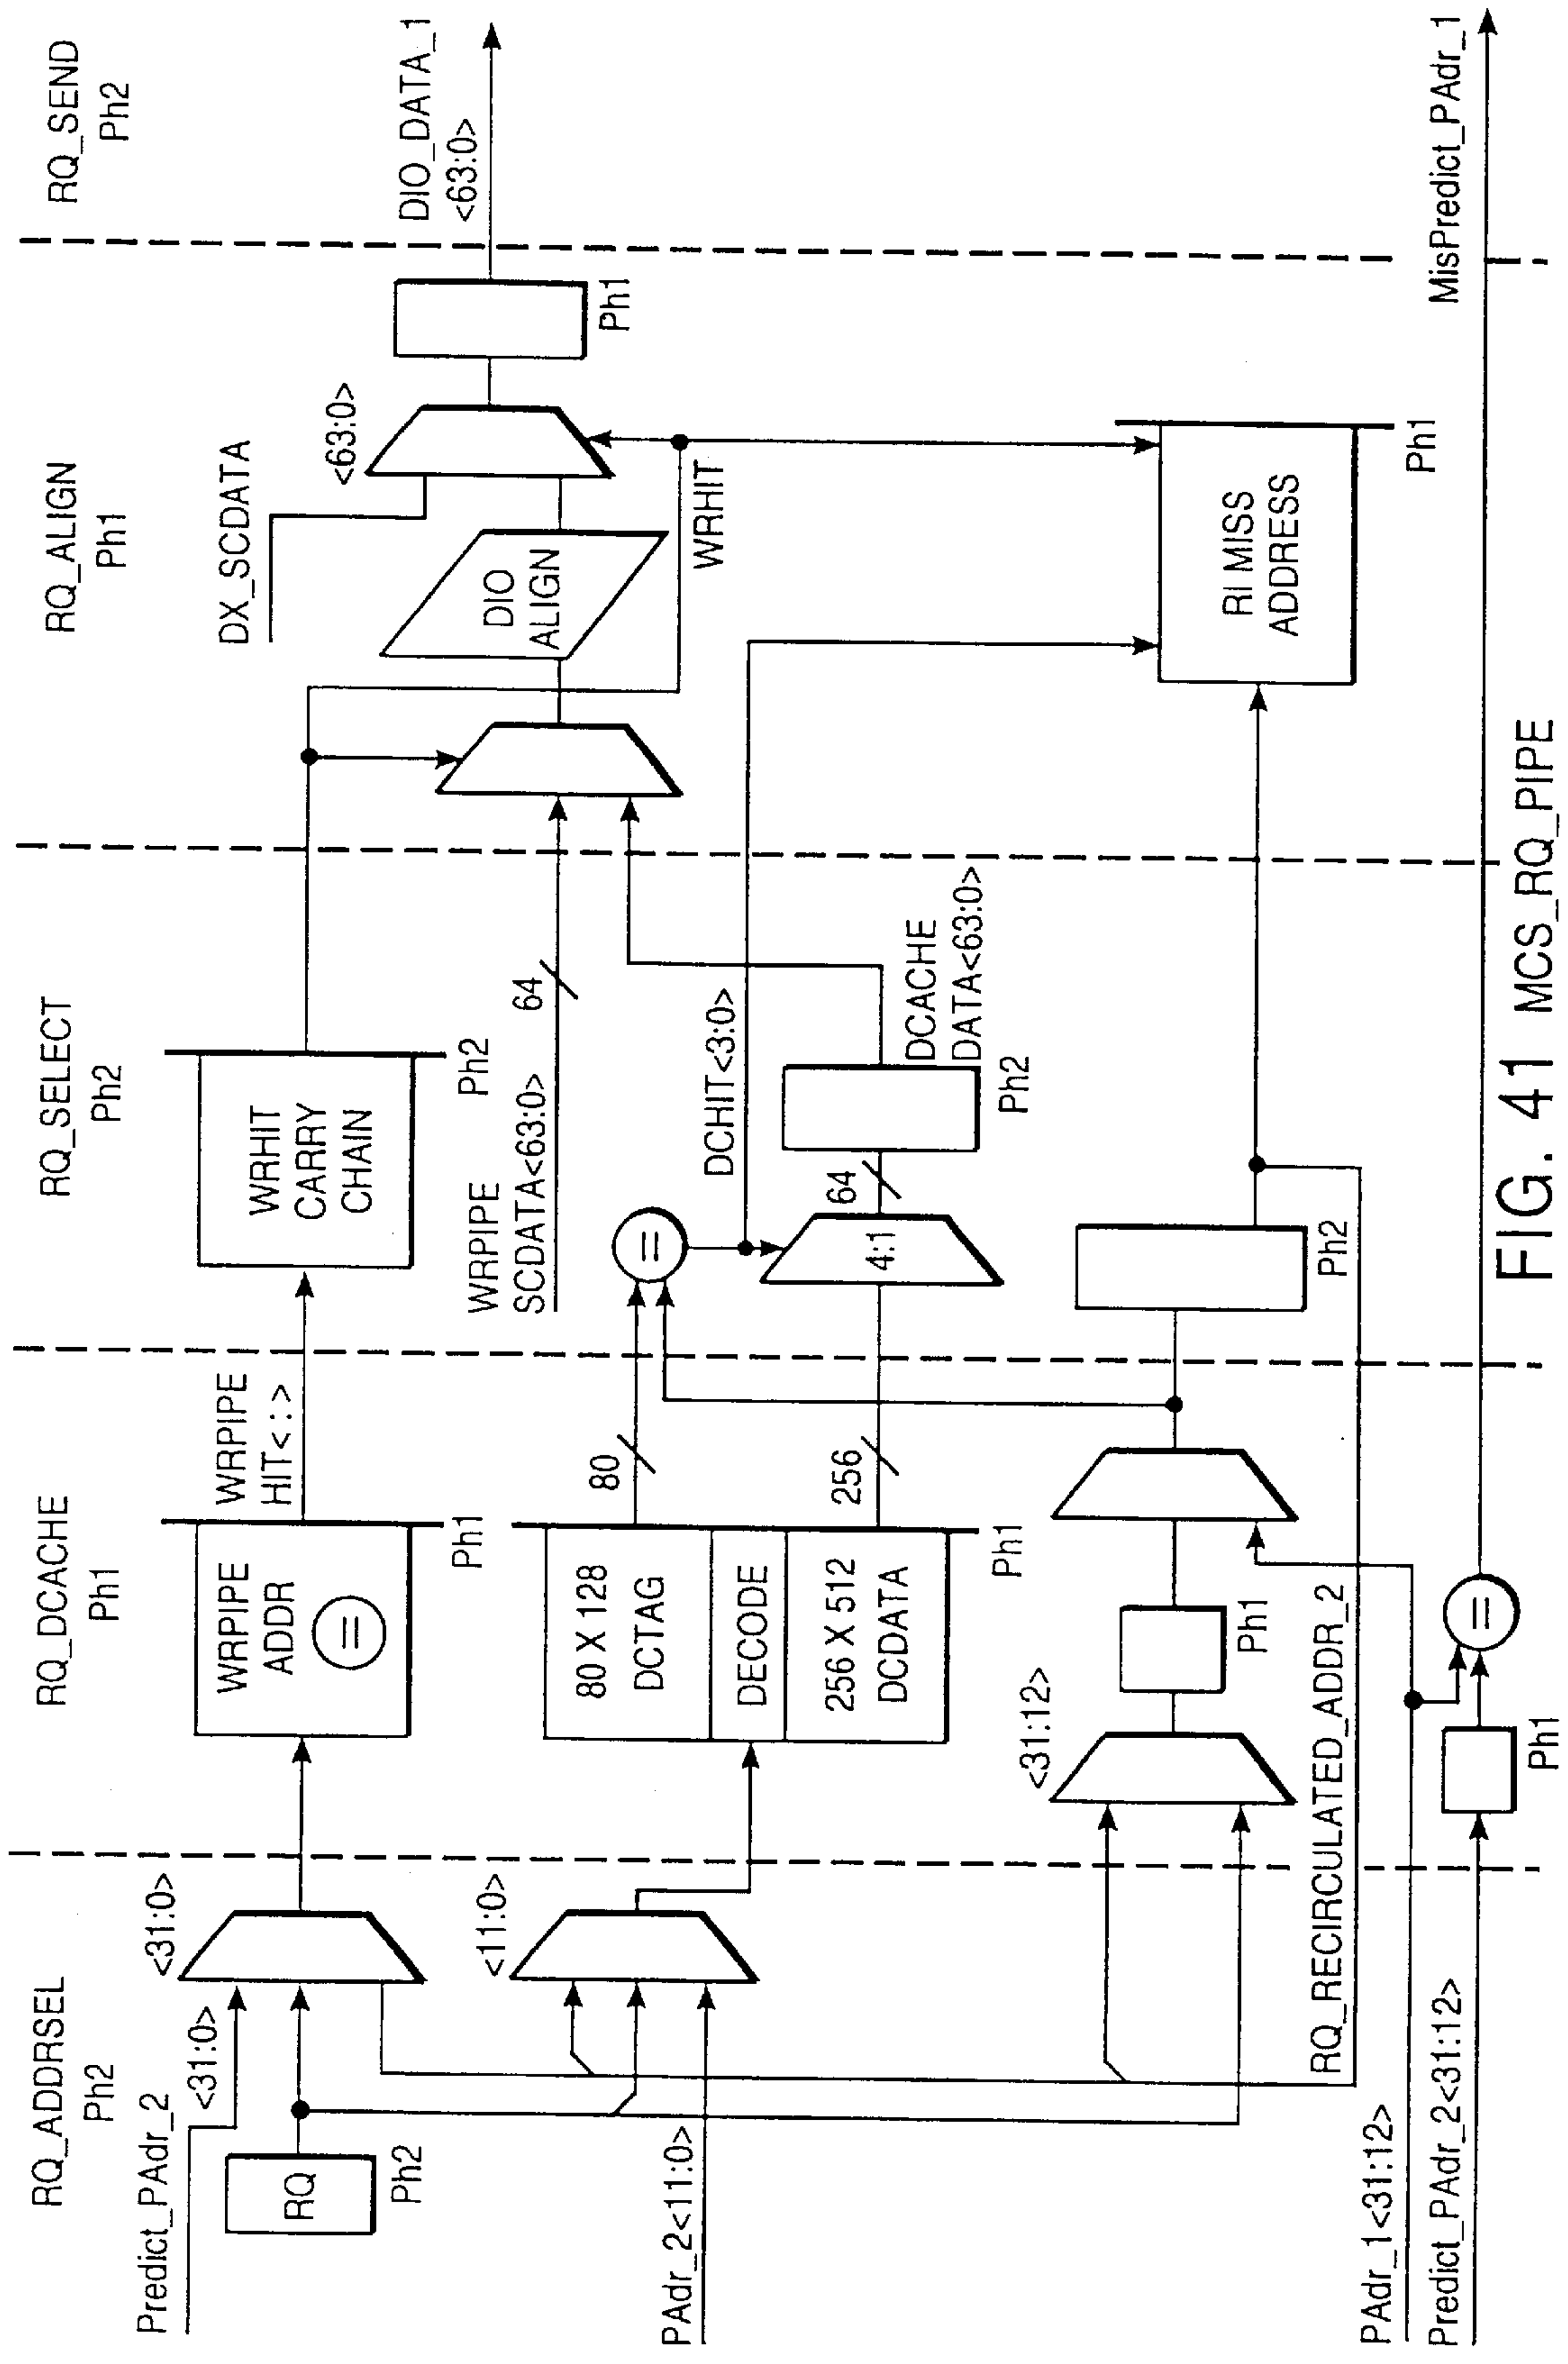 RQ_ADDRSEL
Ph2
RQ_DCACHE
Ph1
RQ_SELECT
Ph2
RQ_ALIGN
Ph1
RQ_SEND
Ph2
Predict_PAdr_2
<31:0>
<31:0>
RQ
Ph2
PAdr_2<11:0>
<11:0>
WRPIPE
ADDR
=
Ph1
WRPIPE
HIT< : >
80 X 128
DCTAG
DECODE
256 X 512
DCDATA
Ph1
80
256
<31:12>
Ph1
RQ_RECIRCULATED_ADDR_2
PAdr_1<31:12>
Predict_PAdr_2<31:12>
Ph1
=
WRHIT
CARRY
CHAIN
Ph2
WRPIPE
SCDATA<63:0>
64
=
DCHIT<3:0>
4:1
64
Ph2
DCACHE
DATA<63:0>
Ph2
DX_SCDATA
<63:0>
DIO
ALIGN
WRHIT
Ph1
RI MISS
ADDRESS
Ph1
DIO_DATA_1
<63:0>
MisPredict_PAdr_1
FIG. 41 MCS_RQ_PIPE